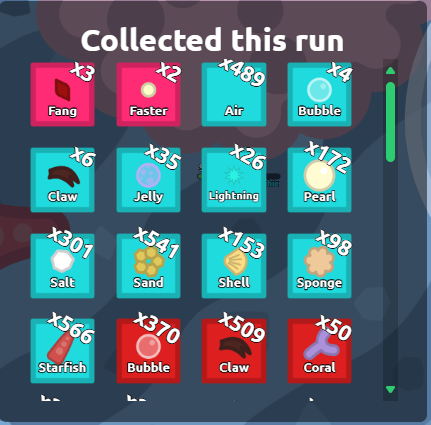 Collected this run
x3 x2 x489 x4
Fang Faster Air Bubble
x6 x35 x26 x172
Claw Jelly Lightning Pearl
x301 x541 x153 x98
Salt Sand Shell Sponge
x566 x370 x509 x50
Starfish Bubble Claw Coral